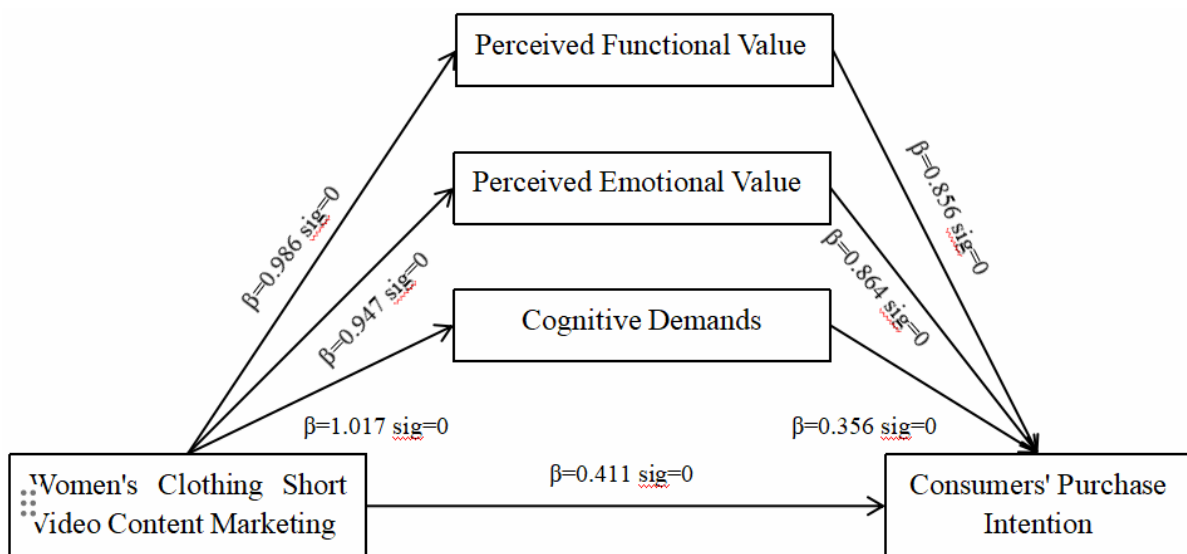 Perceived Functional Value
β=0.856 sig=0
Perceived Emotional Value
β=0.986 sig=0
β=0.864 sig=0
β=0.947 sig=0
Cognitive Demands
β=1.017 sig=0
β=0.356 sig=0
Women's Clothing Short
Video Content Marketing
β=0.411 sig=0
Consumers' Purchase
Intention